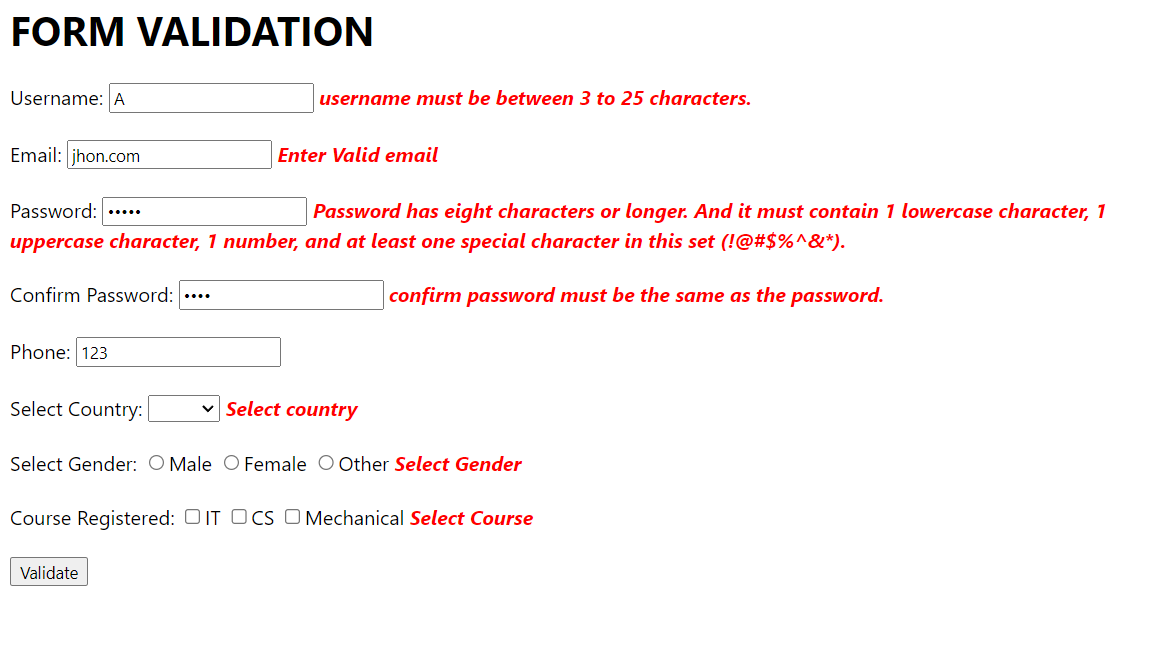 FORM VALIDATION
Username: A username must be between 3 to 25 characters.
Email: jhon.com Enter Valid email
Password: ••••• Password has eight characters or longer. And it must contain 1 lowercase character, 1
uppercase character, 1 number, and at least one special character in this set (!@#$%^&*).
Confirm Password: •••• confirm password must be the same as the password.
Phone: 123
Select Country: Select country
Select Gender: Male Female Other Select Gender
Course Registered: IT CS Mechanical Select Course
Validate